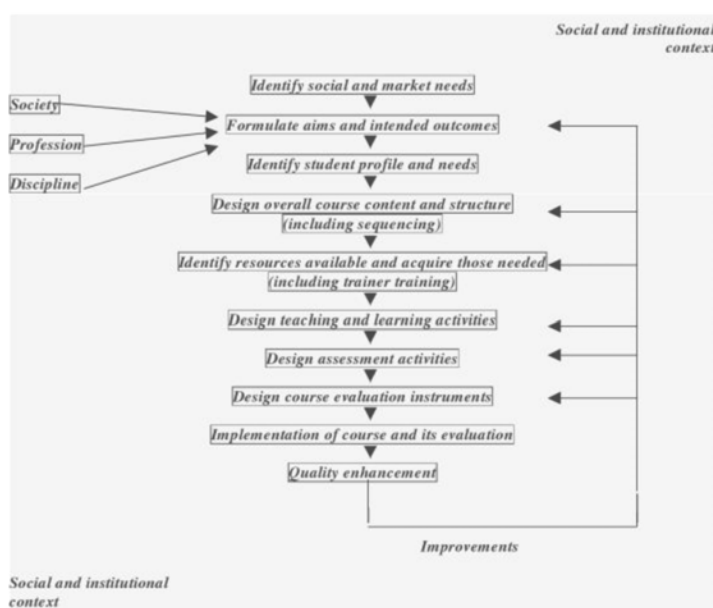 Social and institutional
context
Identify social and market needs
Society
Formulate aims and intended outcomes
Profession
Identify student profile and needs
Discipline
Design overall course content and structure
(including sequencing)
Identify resources available and acquire those needed
(including trainer training)
Design teaching and learning activities
Design assessment activities
Design course evaluation instruments
Implementation of course and its evaluation
Quality enhancement
Improvements
Social and institutional
context